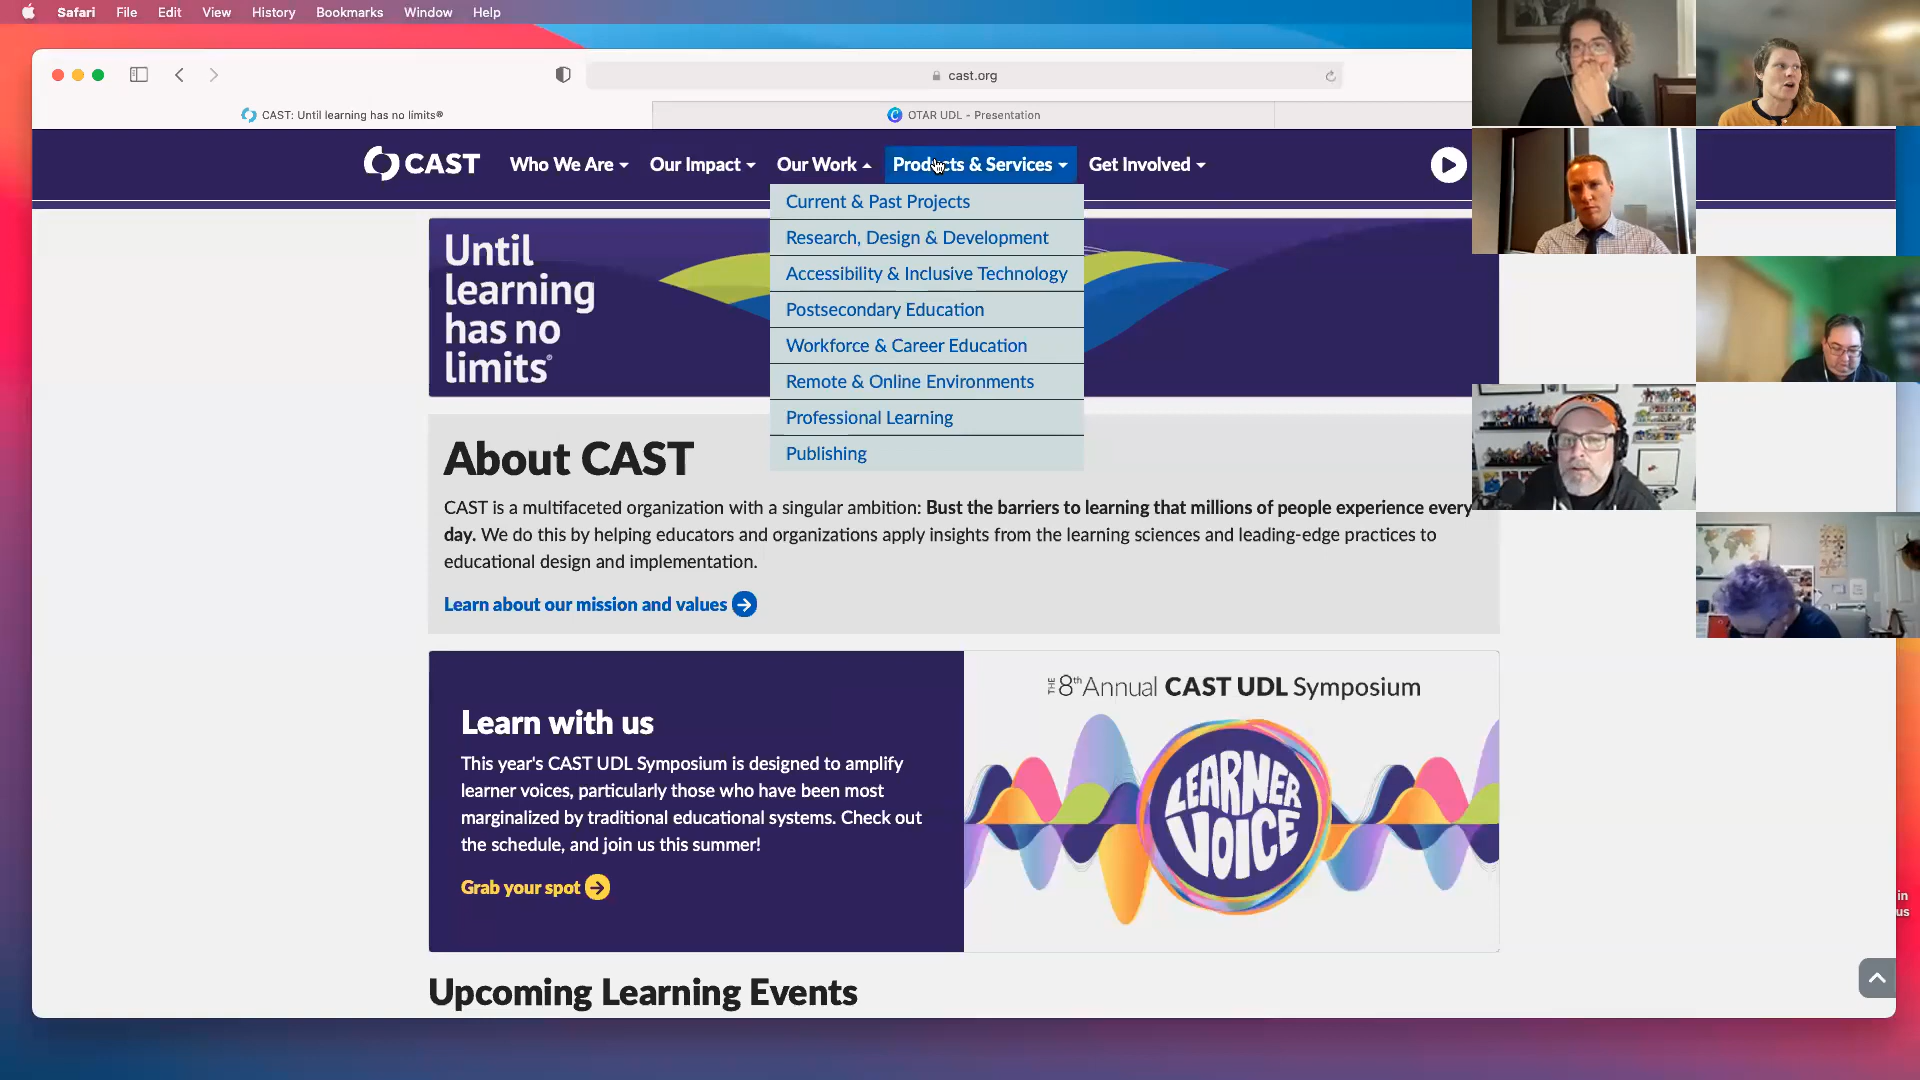 Safari File Edit View History Bookmarks Window Help
cast.org
CAST: Until learning has no limits®
OTAR UDL - Presentation
CAST Who We Are Our Impact Our Work Products & Services Get Involved
Current & Past Projects
Research, Design & Development
Accessibility & Inclusive Technology
Postsecondary Education
Workforce & Career Education
Remote & Online Environments
Professional Learning
Publishing
Until
learning
has no
limits®
About CAST
CAST is a multifaceted organization with a singular ambition: Bust the barriers to learning that millions of people experience every
day. We do this by helping educators and organizations apply insights from the learning sciences and leading-edge practices to
educational design and implementation.
Learn about our mission and values
Learn with us
This year's CAST UDL Symposium is designed to amplify
learner voices, particularly those who have been most
marginalized by traditional educational systems. Check out
the schedule, and join us this summer!
Grab your spot
THE 8th Annual CAST UDL Symposium
LEARNER
VOICE
Upcoming Learning Events
in
us